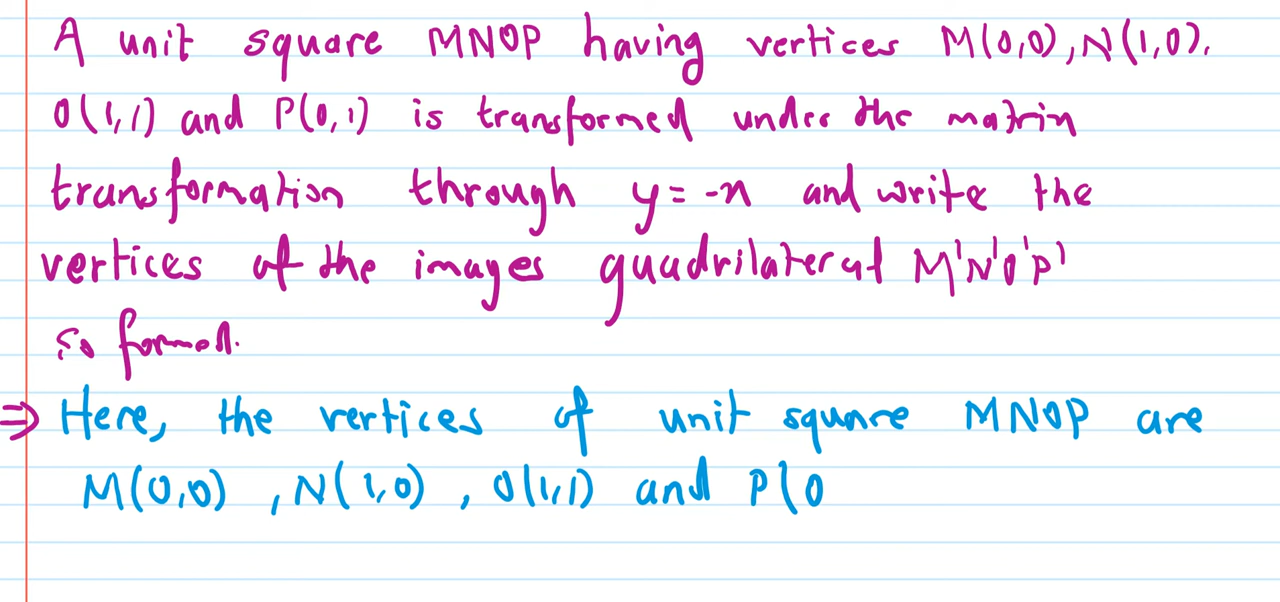 A unit square MNOP having vertices M(0,0), N(1,0),
O(1,1) and P(0,1) is transformed under the matrix
transformation through y = -x and write the
vertices of the images quadrilateral M'N'O'P'
so formed.
⇒ Here, the vertices of unit square MNOP are
M(0,0) , N(1,0) , O(1,1) and P(0